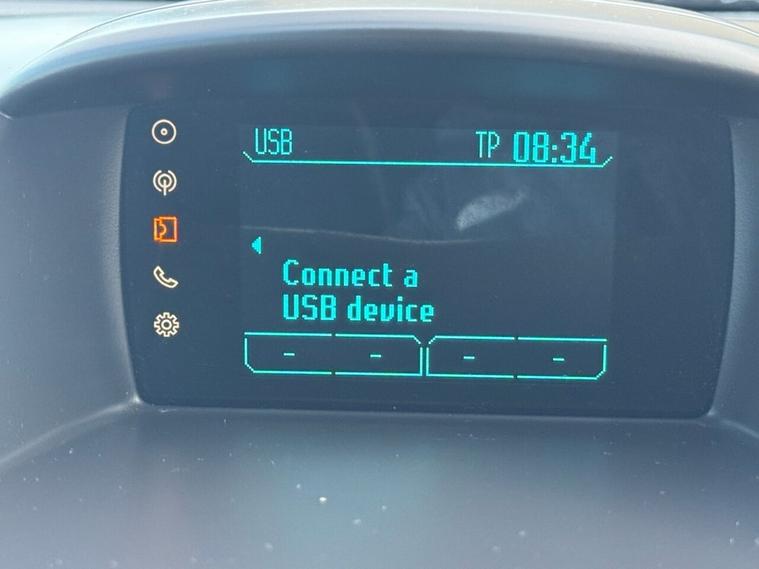 USB TP 08:34
Connect a
USB device
- - - -